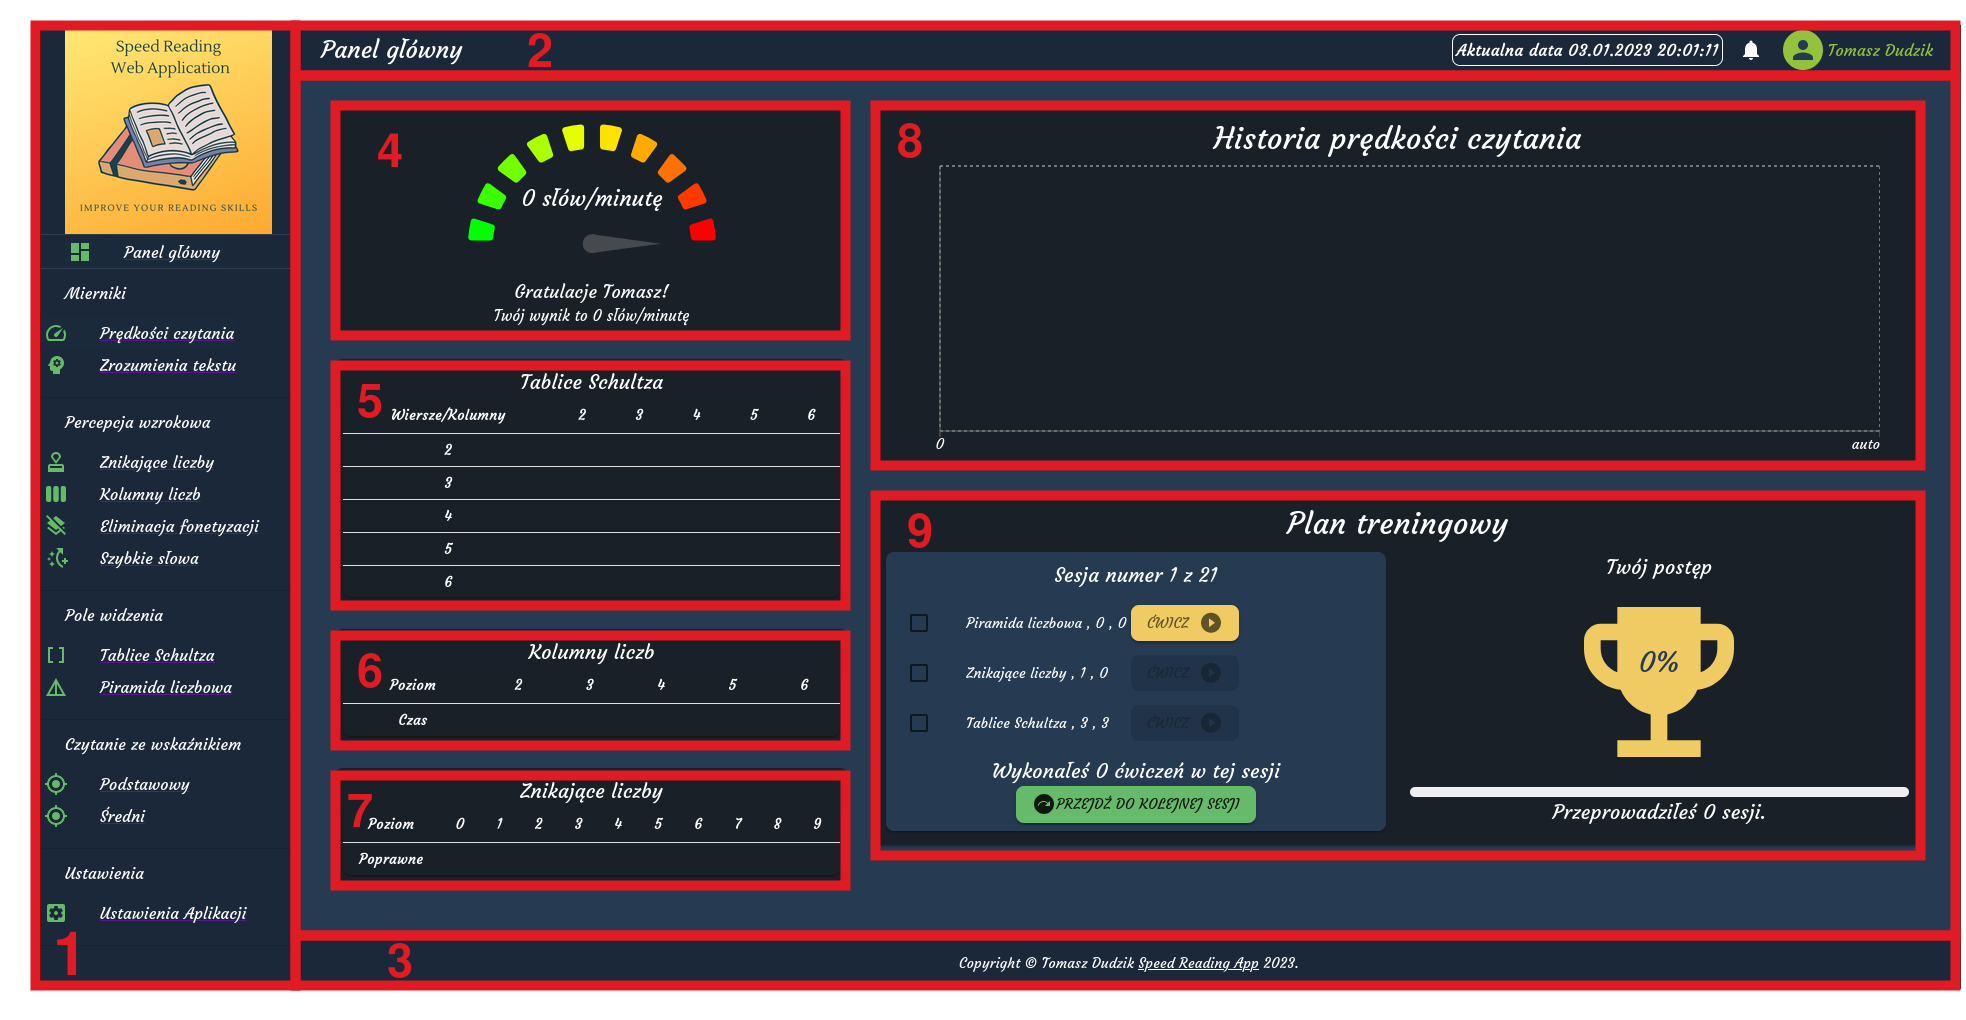 Speed Reading
Web Application
IMPROVE YOUR READING SKILLS
Panel główny
Mierniki
Prędkości czytania
Zrozumienia tekstu
Percepcja wzrokowa
Znikające liczby
Kolumny liczb
Eliminacja fonetyzacji
Szybkie słowa
Pole widzenia
Tablice Schultza
Piramida liczbowa
Czytanie ze wskaźnikiem
Podstawowy
Średni
Ustawienia
Ustawienia Aplikacji
1
Panel główny 2 Aktualna data 03.01.2023 20:01:11 Tomasz Dudzik
4
0 słów/minutę
Gratulacje Tomasz!
Twój wynik to 0 słów/minutę
5
Tablice Schultza
Wiersze/Kolumny 2 3 4 5 6
2
3
4
5
6
6
Kolumny liczb
Poziom 2 3 4 5 6
Czas
7
Znikające liczby
Poziom 0 1 2 3 4 5 6 7 8 9
Poprawne
8
Historia prędkości czytania
0 auto
9
Plan treningowy
Sesja numer 1 z 21
Piramida liczbowa , 0 , 0 ĆWICZ
Znikające liczby , 1 , 0 ĆWICZ
Tablice Schultza , 3 , 3 ĆWICZ
Wykonałeś 0 ćwiczeń w tej sesji
PRZEJDŹ DO KOLEJNEJ SESJI
Twój postęp
0%
Przeprowadziłeś 0 sesji.
3
Copyright © Tomasz Dudzik Speed Reading App 2023.